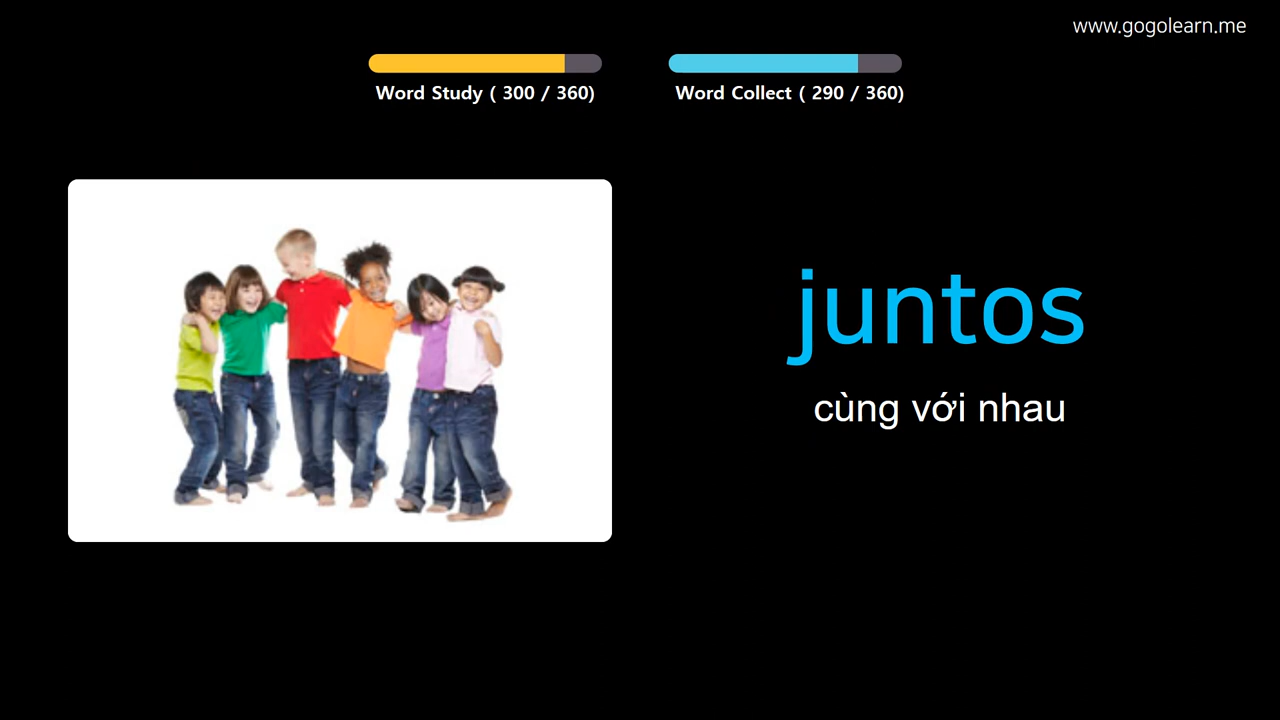 www.gogolearn.me
Word Study ( 300 / 360)
Word Collect ( 290 / 360)
juntos
cùng với nhau